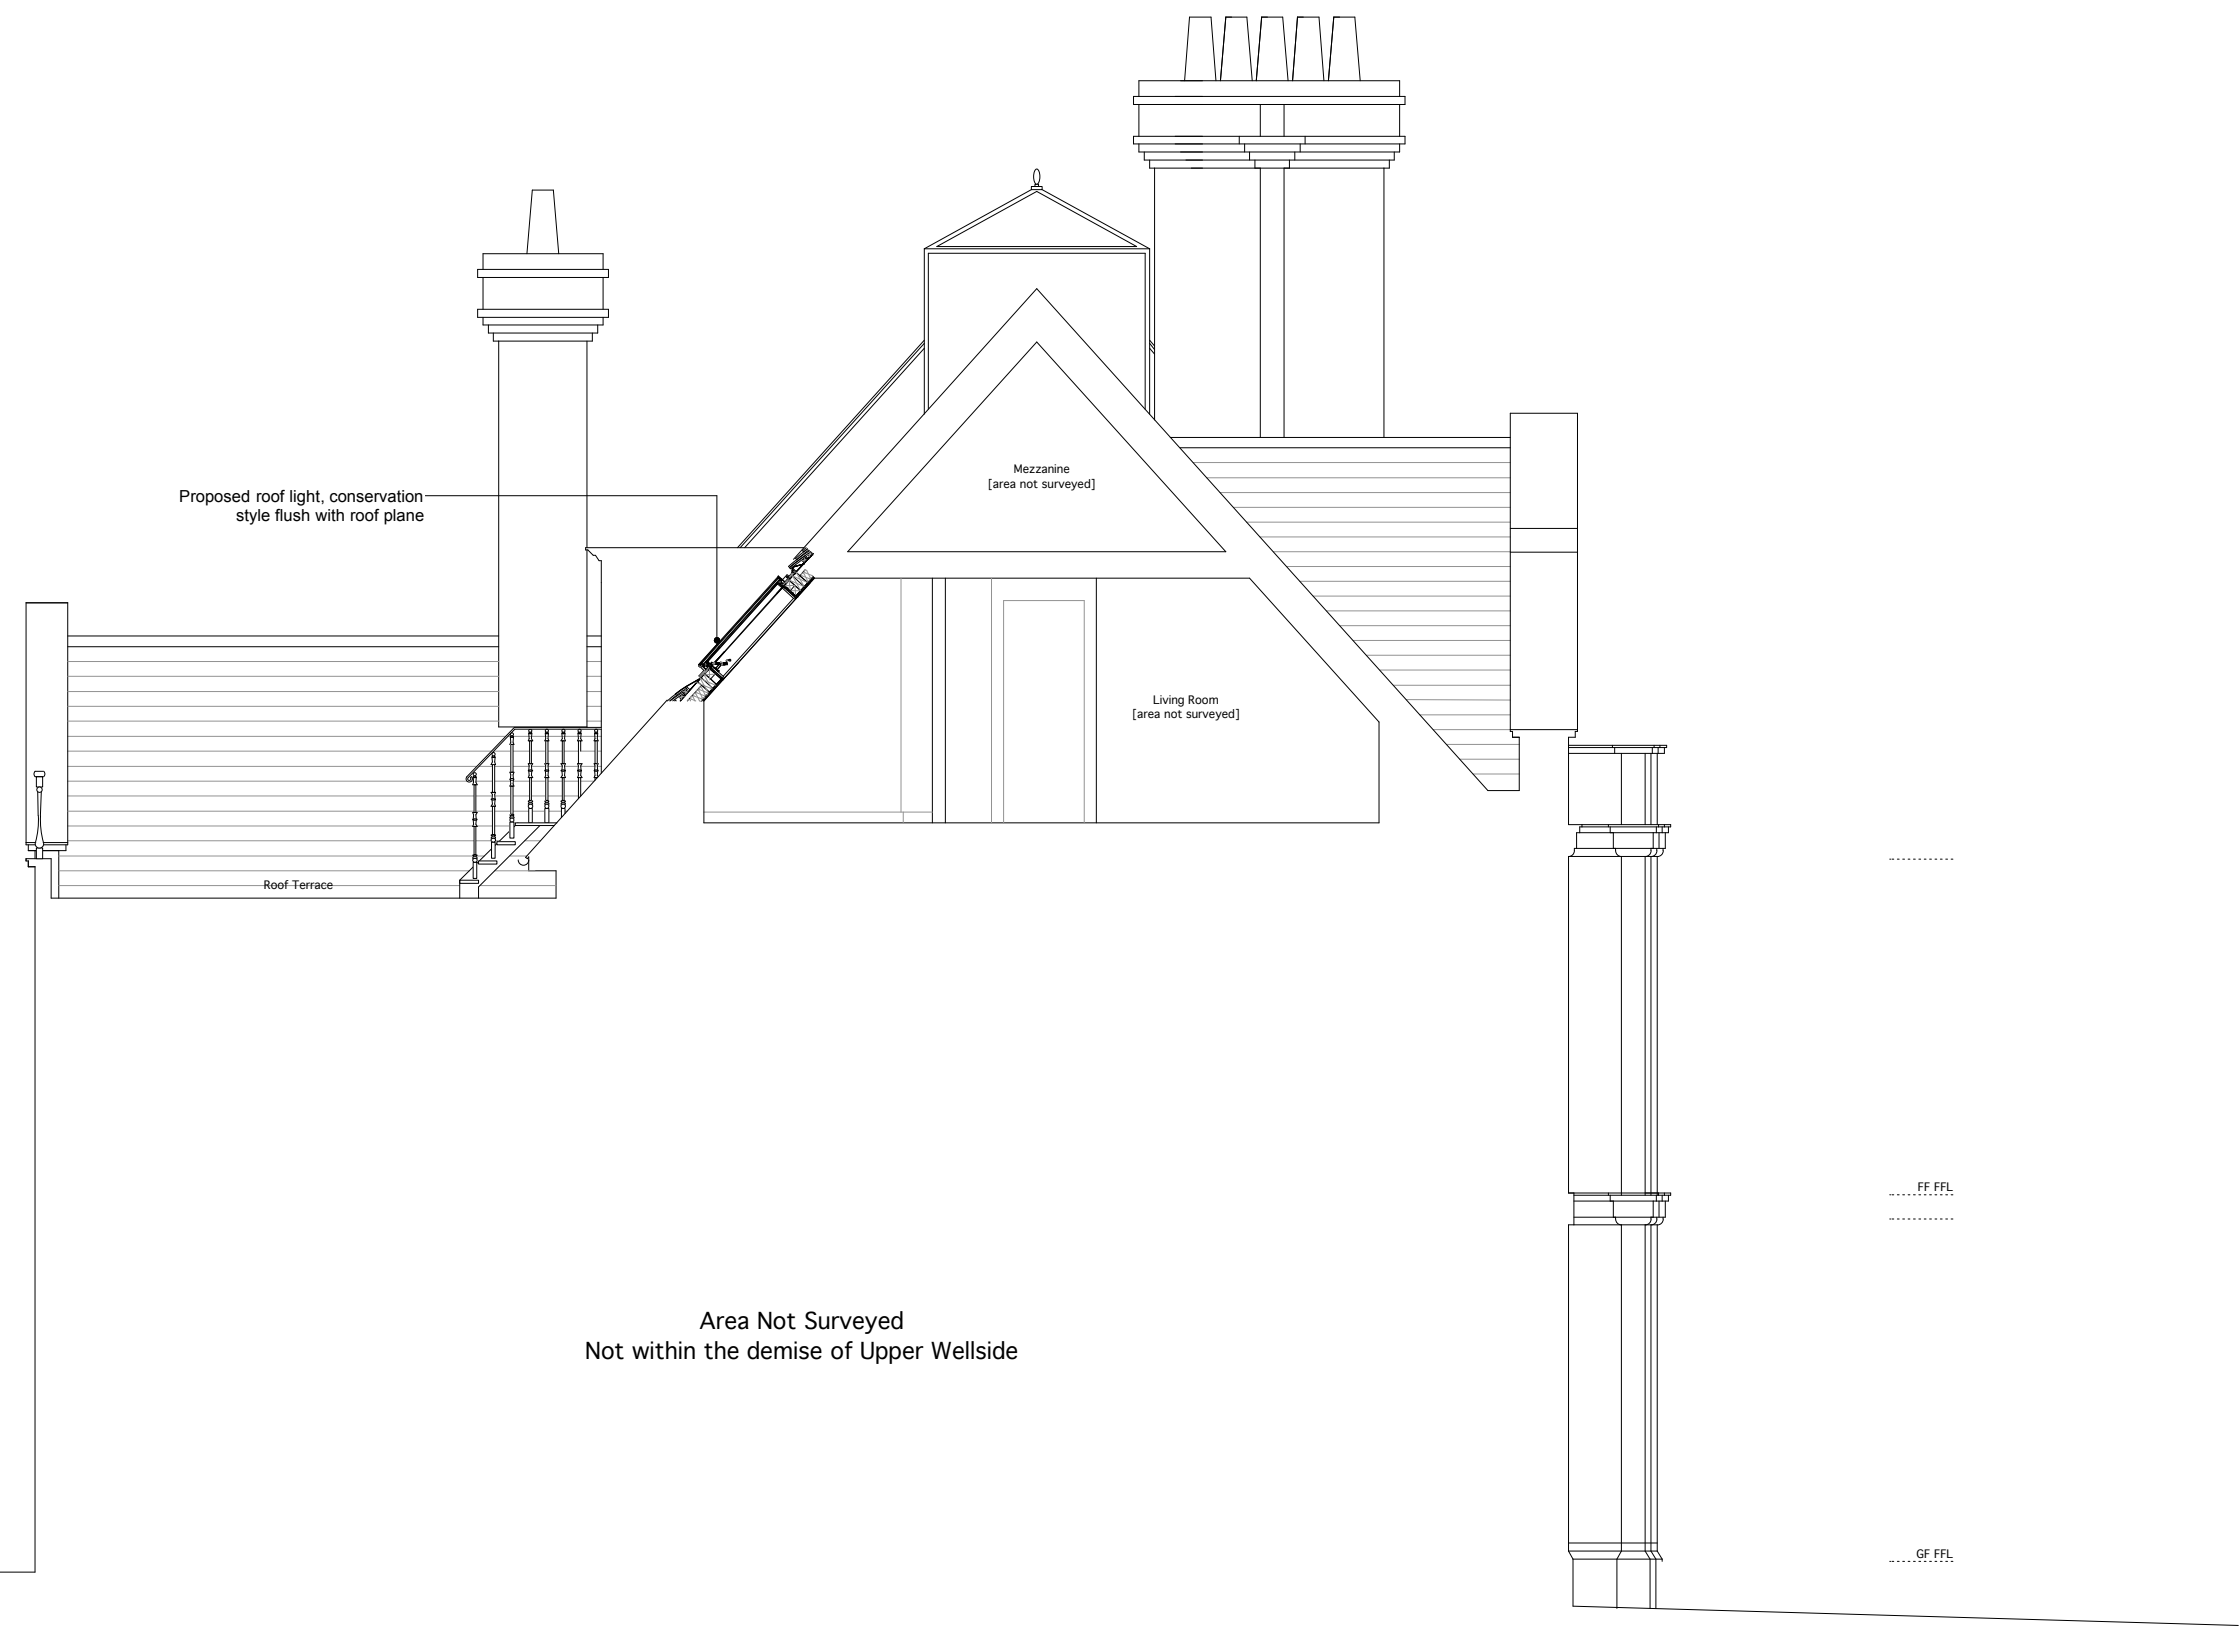 Mezzanine
[area not surveyed]
Proposed roof light, conservation
style flush with roof plane
Living Room
[area not surveyed]
Roof Terrace
FF FFL
Area Not Surveyed
Not within the demise of Upper Wellside
GF FFL